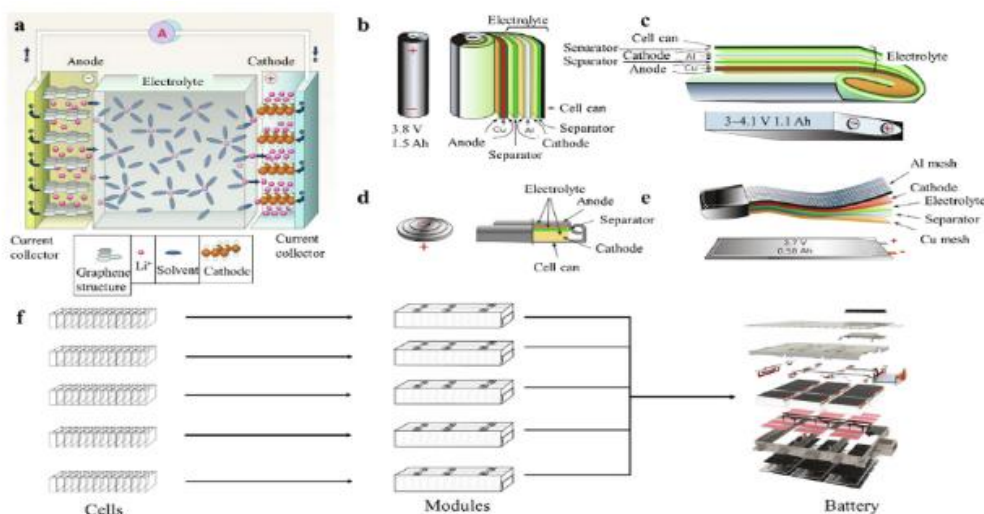 a
A
Anode
Electrolyte
Cathode
Current
collector
Graphene
structure
Li+
Solvent
Cathode
Current
collector
b
Electrolyte
3.8 V
1.5 Ah
Cell can
Cu
Al
Separator
Anode
Cathode
Separator
c
Cell can
Separator
Cathode
Al
Separator
Anode
Cu
Electrolyte
3–4.1 V 1.1 Ah
d
Electrolyte
Anode
Separator
Cathode
Cell can
e
Al mesh
Cathode
Electrolyte
Separator
Cu mesh
3.7 V
0.50 Ah
f
Cells
Modules
Battery